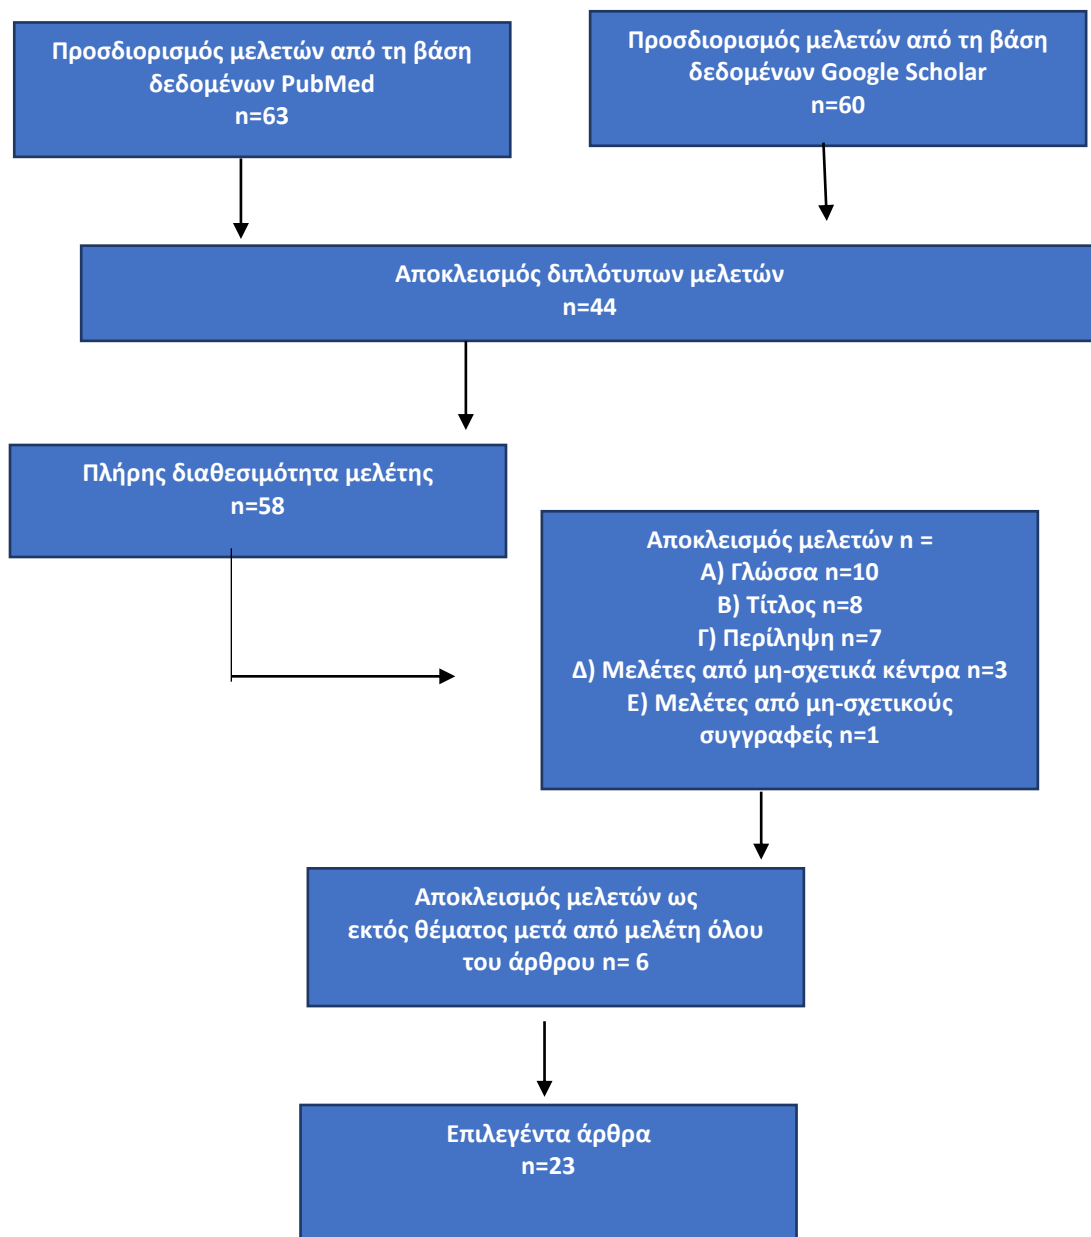 Προσδιορισμός μελετών από τη βάση
δεδομένων PubMed
n=63
Προσδιορισμός μελετών από τη βάση
δεδομένων Google Scholar
n=60
Αποκλεισμός διπλότυπων μελετών
n=44
Πλήρης διαθεσιμότητα μελέτης
n=58
Αποκλεισμός μελετών n =
Α) Γλώσσα n=10
Β) Τίτλος n=8
Γ) Περίληψη n=7
Δ) Μελέτες από μη-σχετικά κέντρα n=3
Ε) Μελέτες από μη-σχετικούς
συγγραφείς n=1
Αποκλεισμός μελετών ως
εκτός θέματος μετά από μελέτη όλου
του άρθρου n= 6
Επιλεγέντα άρθρα
n=23